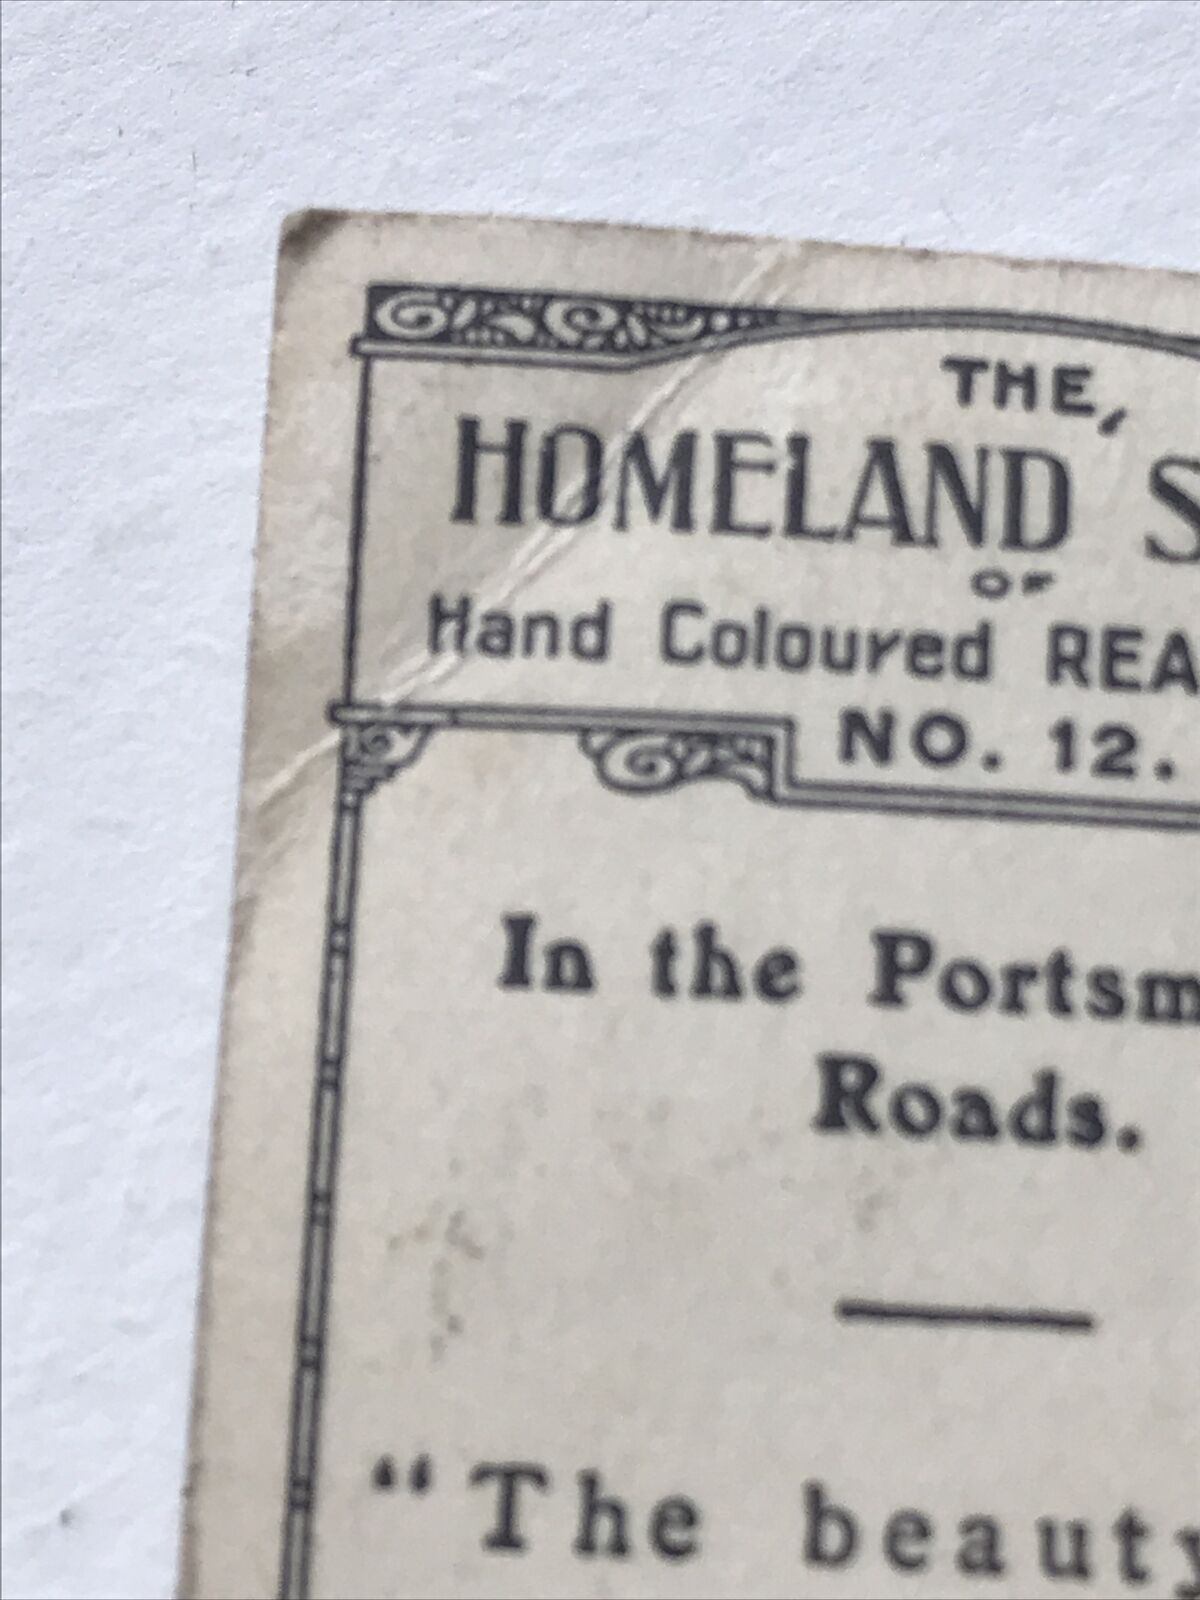 THE,
HOMELAND S
OF
Hand Coloured REA
NO. 12.
In the Portsm
Roads.
"The beauty